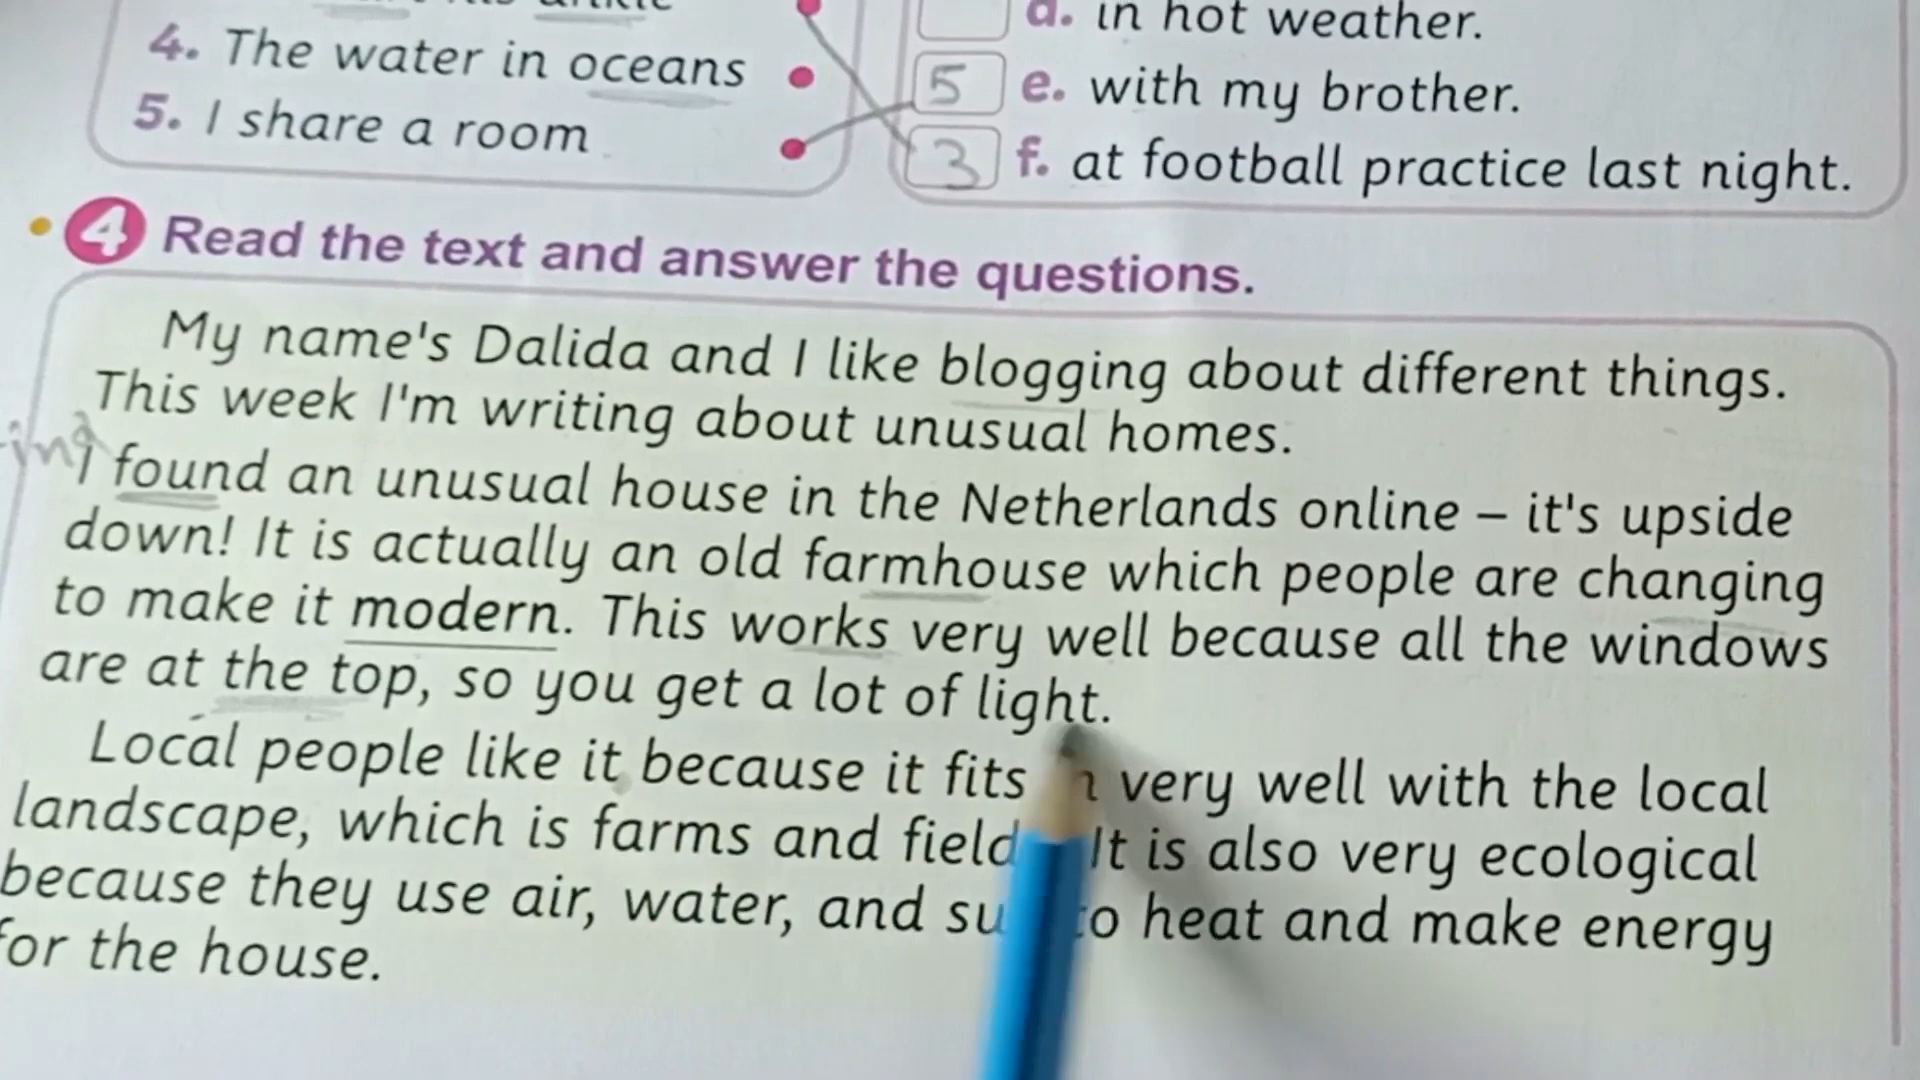 4. The water in oceans
5. I share a room
d. in hot weather.
5 e. with my brother.
3 f. at football practice last night.
4 Read the text and answer the questions.
My name's Dalida and I like blogging about different things.
This week I'm writing about unusual homes.
ing
I found an unusual house in the Netherlands online – it's upside
down! It is actually an old farmhouse which people are changing
to make it modern. This works very well because all the windows
are at the top, so you get a lot of light.
Local people like it because it fits very well with the local
landscape, which is farms and It is also very ecological
because they use air, water, and heat and make energy
for the house.